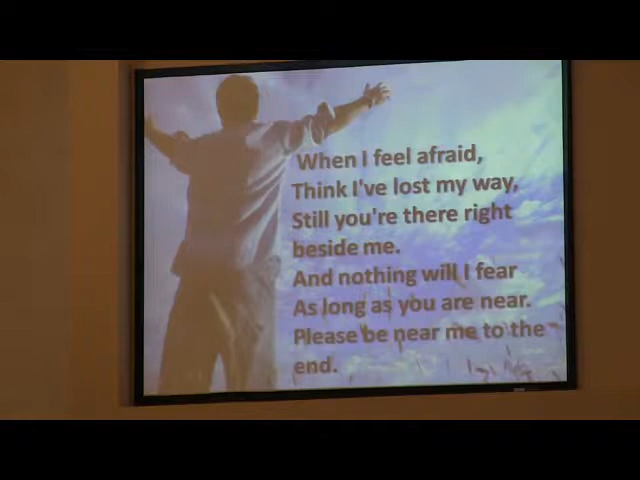 When I feel afraid,
Think I've lost my way,
Still you're there right
beside me.
And nothing will I fear
As long as you are near.
Please be near me to the
end.